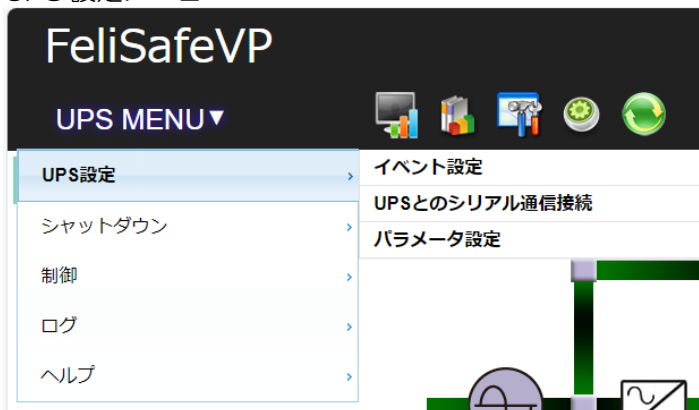 FeliSafeVP
UPS MENU▼
UPS設定 ›
イベント設定
UPSとのシリアル通信接続
パラメータ設定
シャットダウン ›
制御 ›
ログ ›
ヘルプ ›